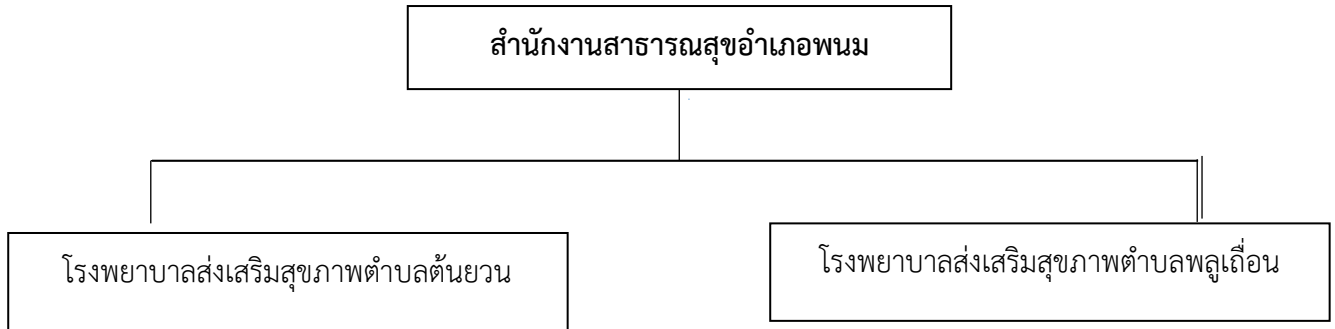 สำนักงานสาธารณสุขอำเภอพนม
โรงพยาบาลส่งเสริมสุขภาพตำบลต้นยวน
โรงพยาบาลส่งเสริมสุขภาพตำบลพลูเถื่อน